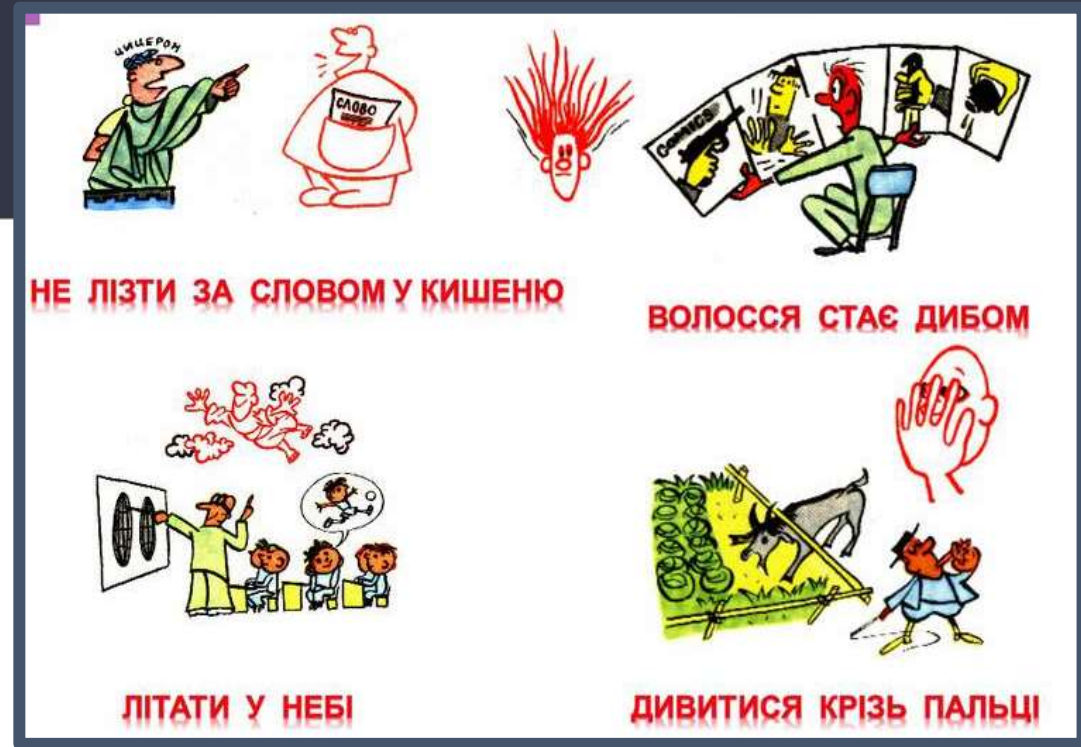 ЦИЦЕРОН
СЛОВО
COMICS
НЕ ЛІЗТИ ЗА СЛОВОМ У КИШЕНЮ
ВОЛОССЯ СТАЄ ДИБОМ
ЛІТАТИ У НЕБІ
ДИВИТИСЯ КРІЗЬ ПАЛЬЦІ